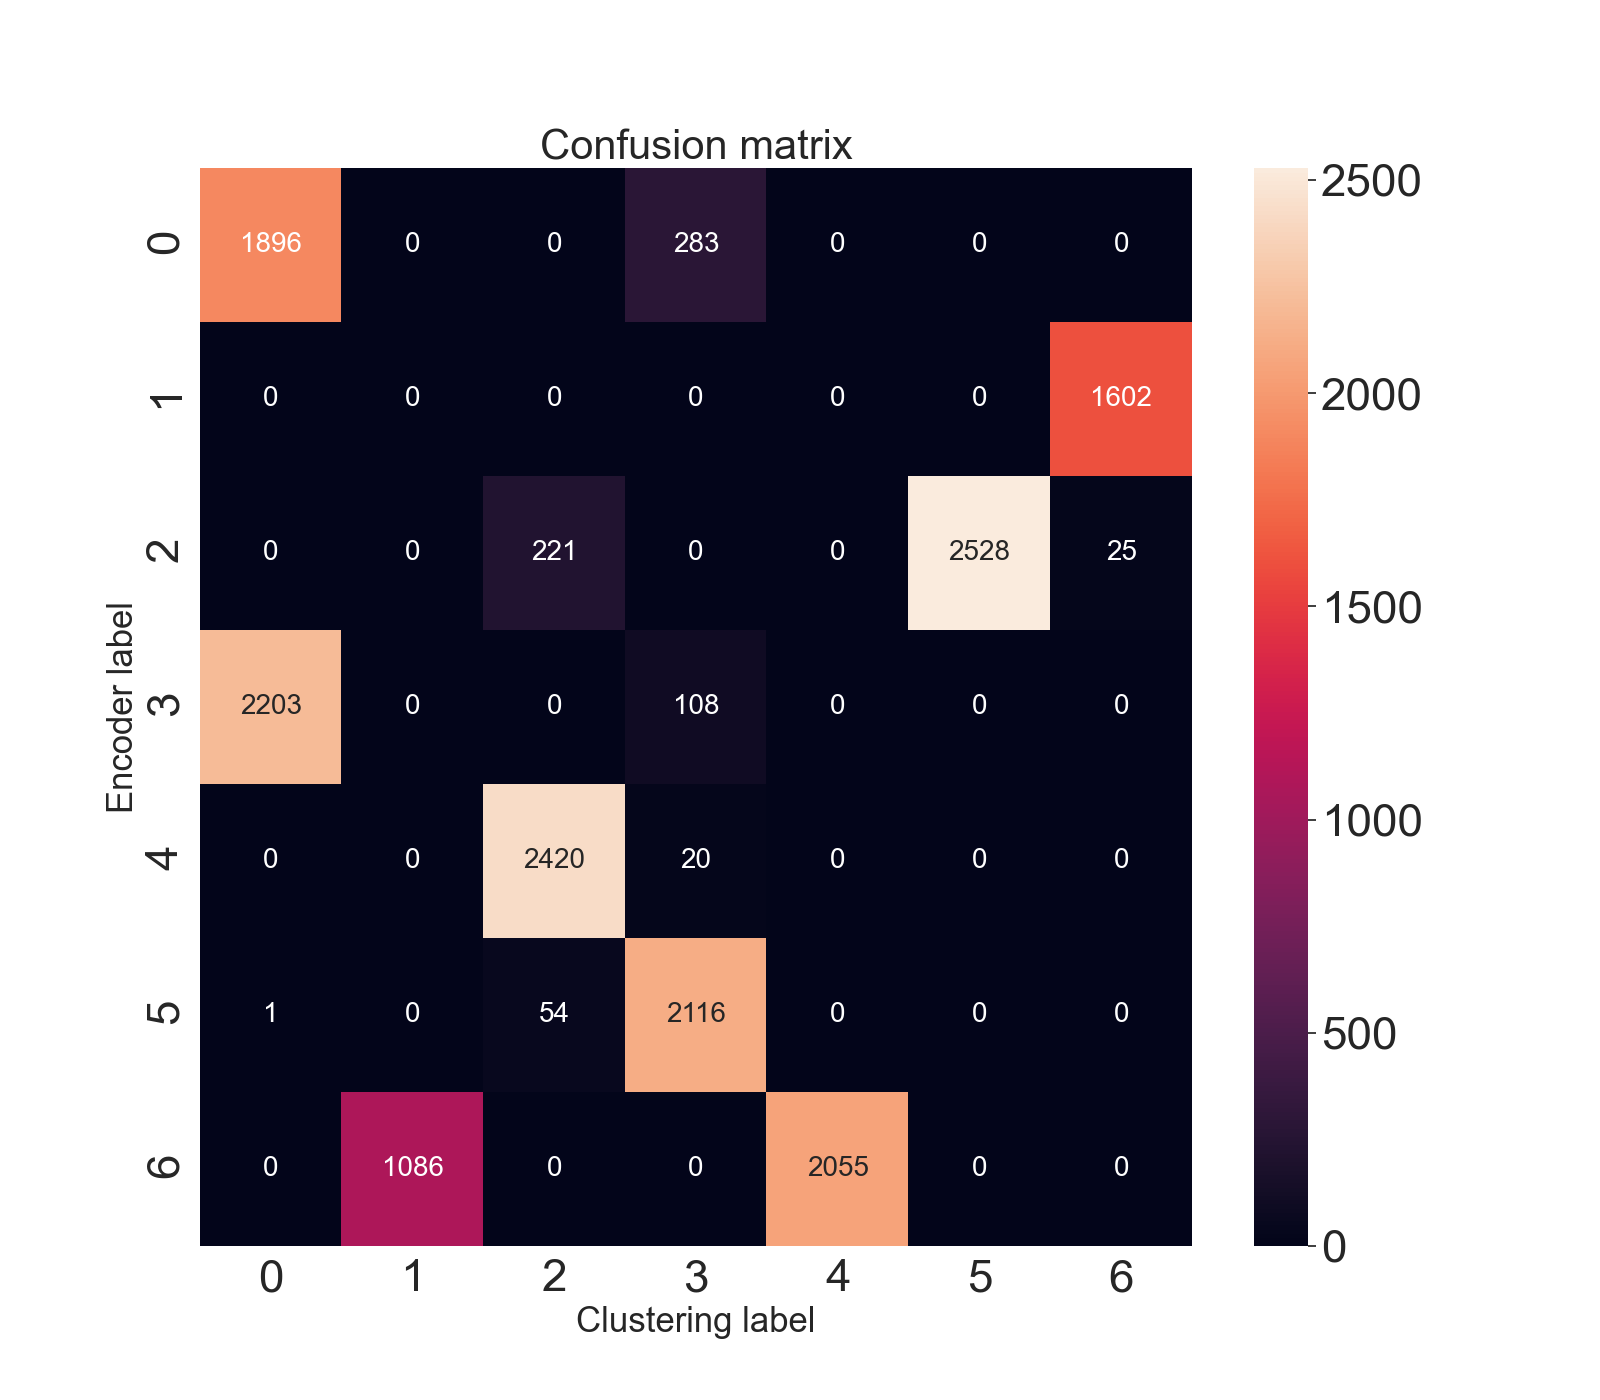 Confusion matrix
0 1896 0 0 283 0 0 0
1 0 0 0 0 0 0 1602
2 0 0 221 0 0 2528 25
3 2203 0 0 108 0 0 0
4 0 0 2420 20 0 0 0
5 1 0 54 2116 0 0 0
6 0 1086 0 0 2055 0 0
0 1 2 3 4 5 6
Clustering label
Encoder label
2500
2000
1500
1000
500
0